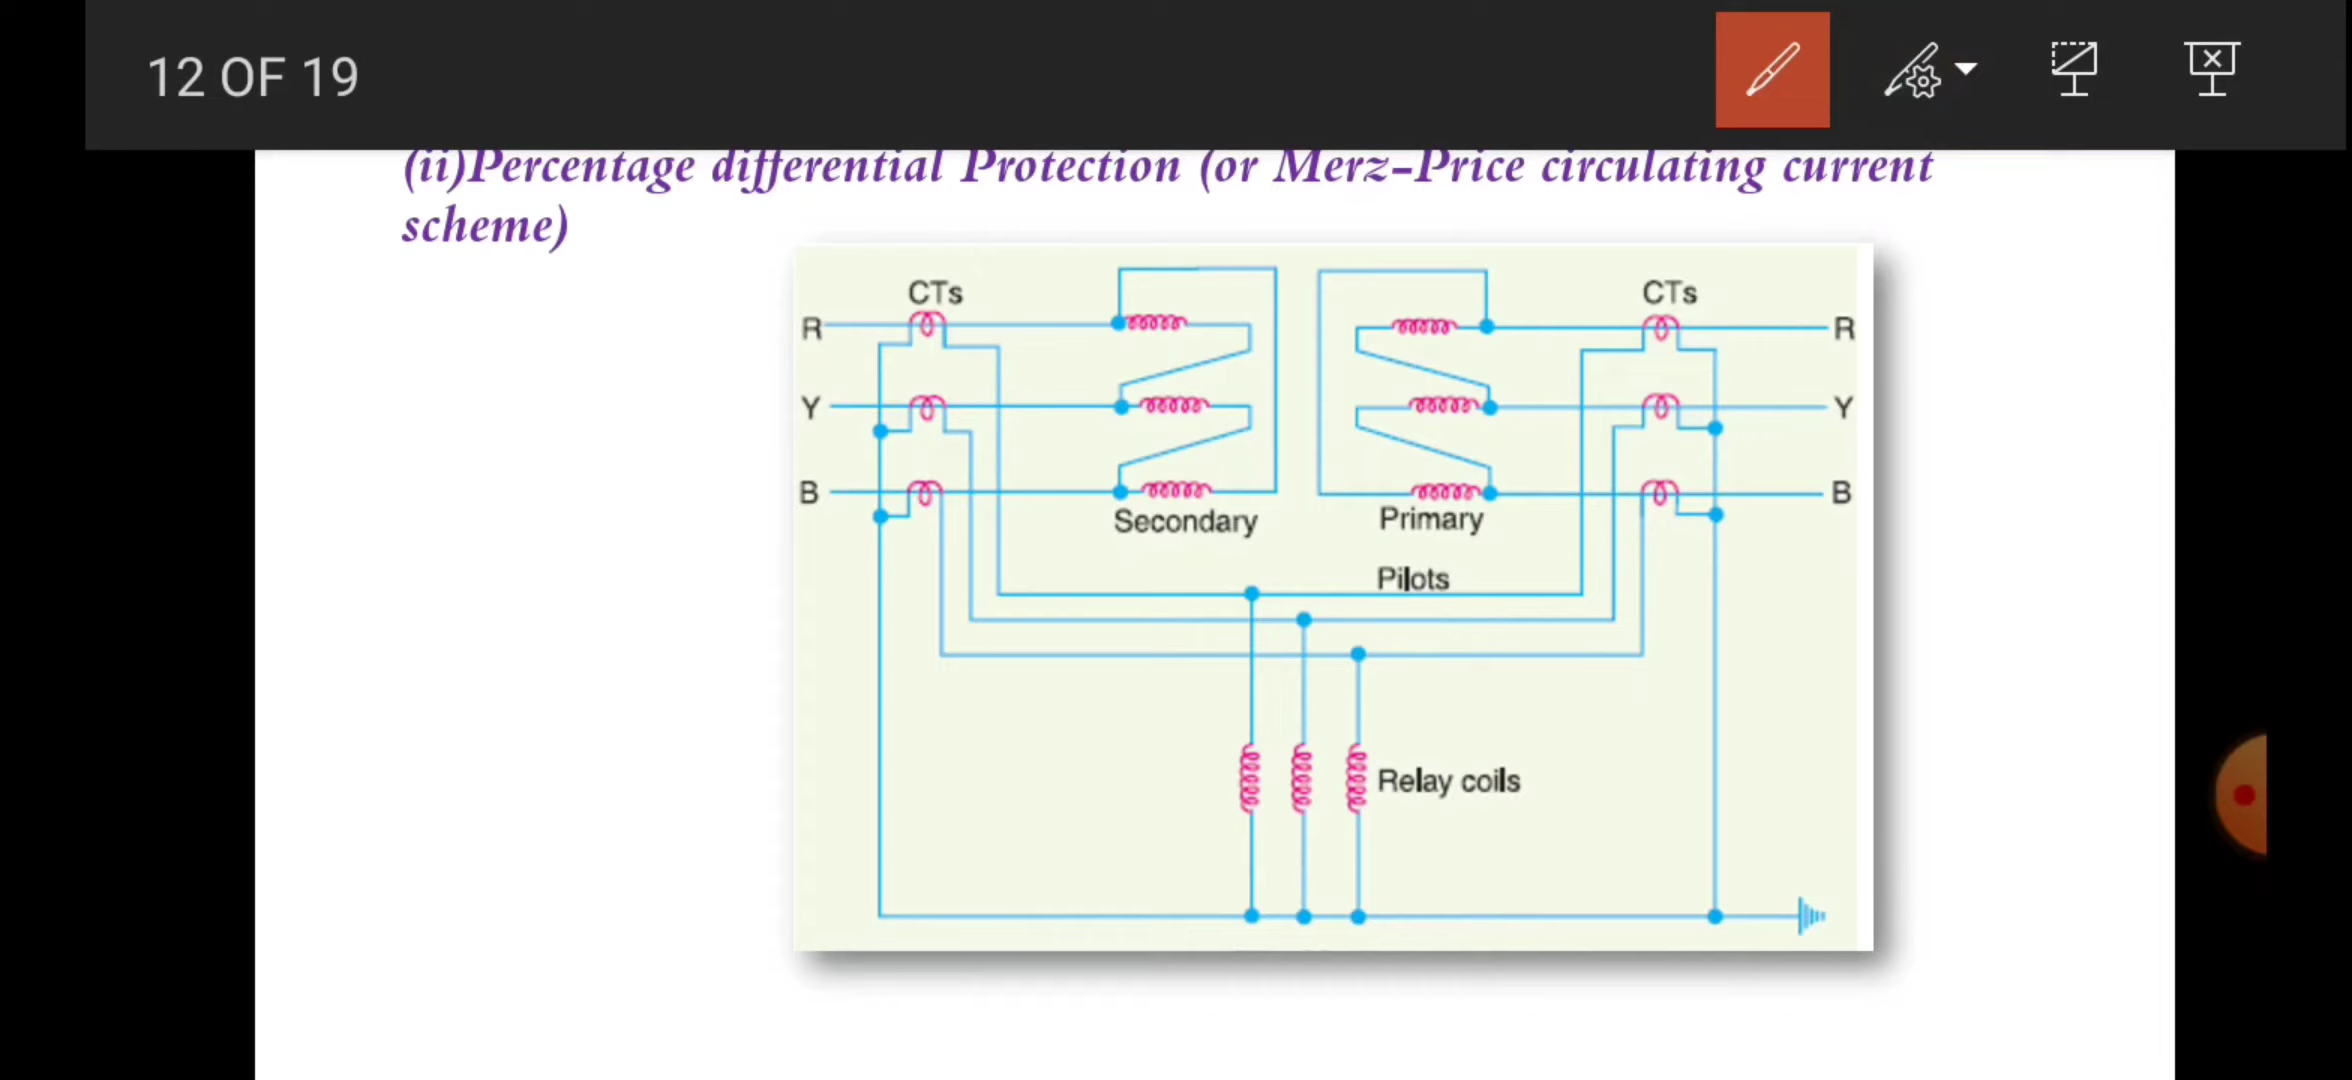 12 OF 19
(ii)Percentage differential Protection (or Merz-Price circulating current
scheme)
CTs CTs
R R
Y Y
B B
Secondary Primary
Pilots
Relay coils